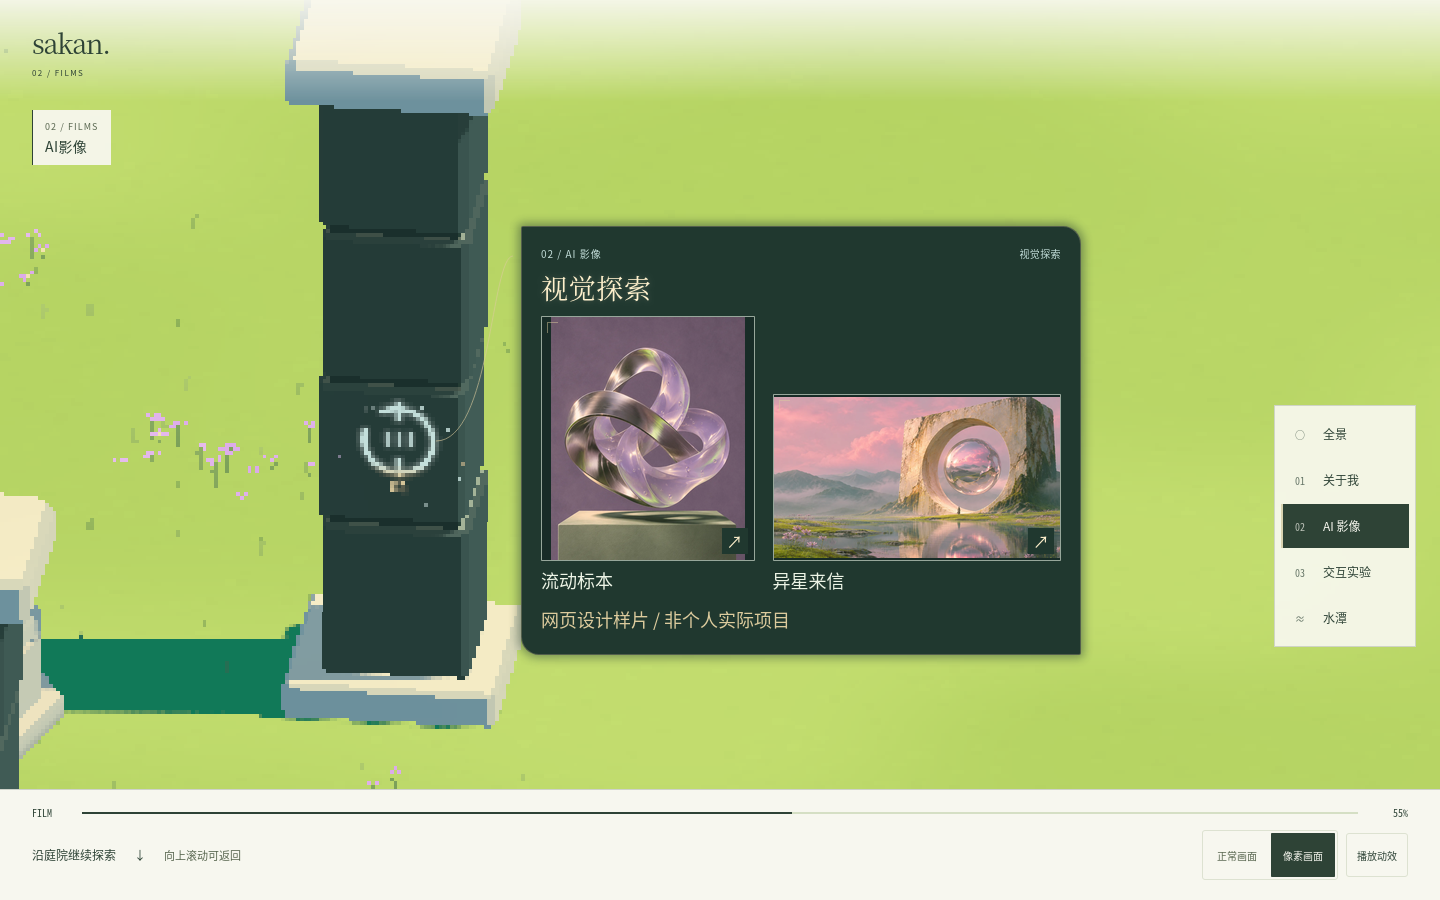 sakan.
02 / FILMS
02 / FILMS
AI影像
02 / AI 影像
视觉探索
视觉探索
流动标本
异星来信
网页设计样片 / 非个人实际项目
全景
01 关于我
02 AI 影像
03 交互实验
≈ 水潭
FILM
55%
沿庭院继续探索 ↓ 向上滚动可返回
正常画面 像素画面 播放动效